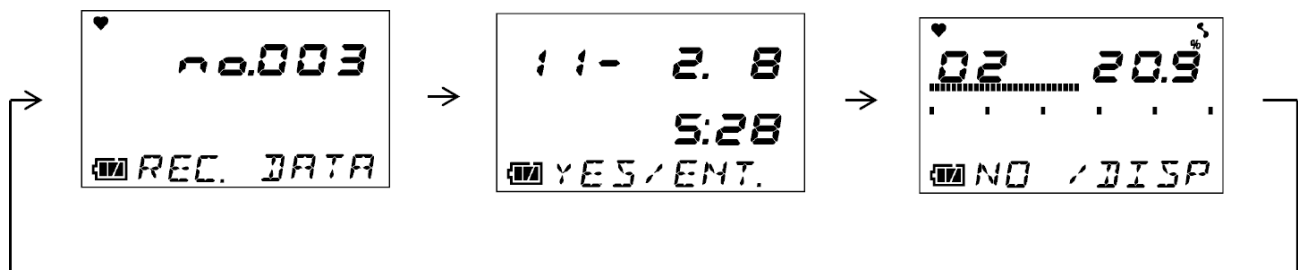 no.003
REC. DATA
11- 2. 8
5:28
YES/ENT.
O2 20.9%
NO /DISP